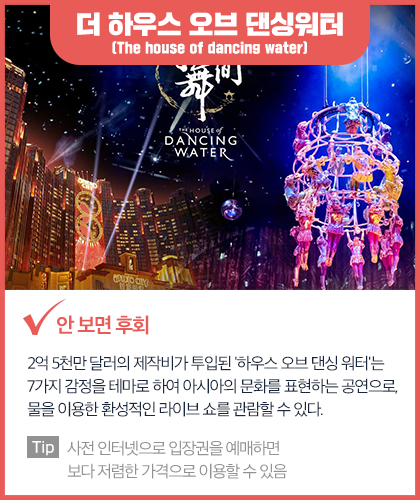 더 하우스 오브 댄싱워터
(The house of dancing water)
舞間
THE HOUSE of
DANCING
WATER
STUDIO CITY
안 보면 후회
2억 5천만 달러의 제작비가 투입된 '하우스 오브 댄싱 워터'는
7가지 감정을 테마로 하여 아시아의 문화를 표현하는 공연으로,
물을 이용한 환성적인 라이브 쇼를 관람할 수 있다.
Tip 사전 인터넷으로 입장권을 예매하면
보다 저렴한 가격으로 이용할 수 있음